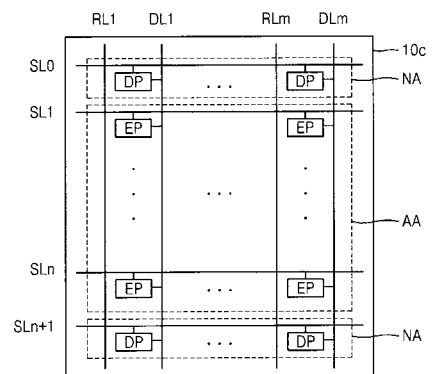 RL1 DL1 RLm DLm
10c
SL0
DP ... DP
NA
SL1
EP EP
...
AA
SLn
EP ... EP
SLn+1
DP ... DP
NA